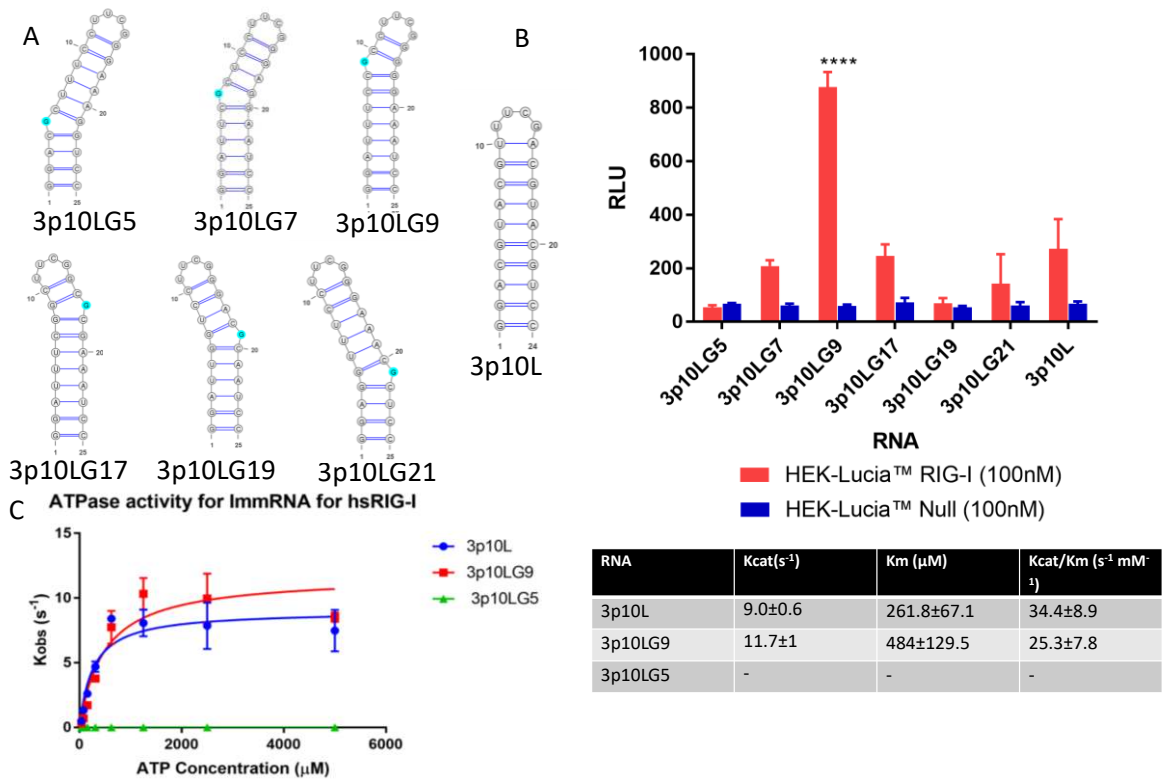 A
3p10LG5
3p10LG7
3p10LG9
3p10LG17
3p10LG19
3p10LG21
3p10L
B
1000
800
600
400
200
0
RLU
****
3p10LG5
3p10LG7
3p10LG9
3p10LG17
3p10LG19
3p10LG21
3p10L
RNA
HEK-Lucia™ RIG-I (100nM)
HEK-Lucia™ Null (100nM)
C
ATPase activity for ImmRNA for hsRIG-I
15
10
5
0
Kobs (s-1)
0
2000
4000
6000
ATP Concentration (μM)
3p10L
3p10LG9
3p10LG5
RNA Kcat(s-1) Km (μM) Kcat/Km (s-1 mM-
1)
3p10L 9.0±0.6 261.8±67.1 34.4±8.9
3p10LG9 11.7±1 484±129.5 25.3±7.8
3p10LG5 - - -